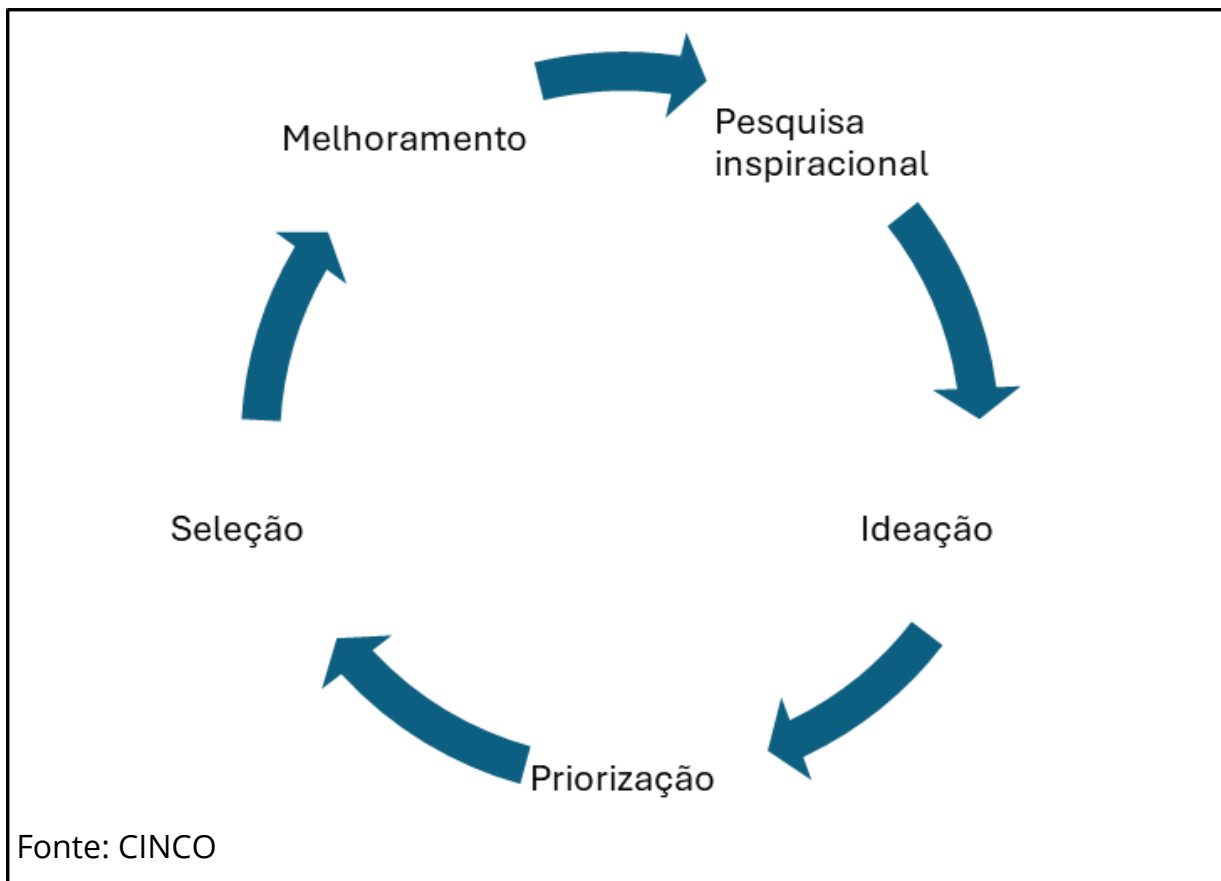 Melhoramento
Pesquisa
inspiracional
Ideação
Priorização
Seleção
Fonte: CINCO